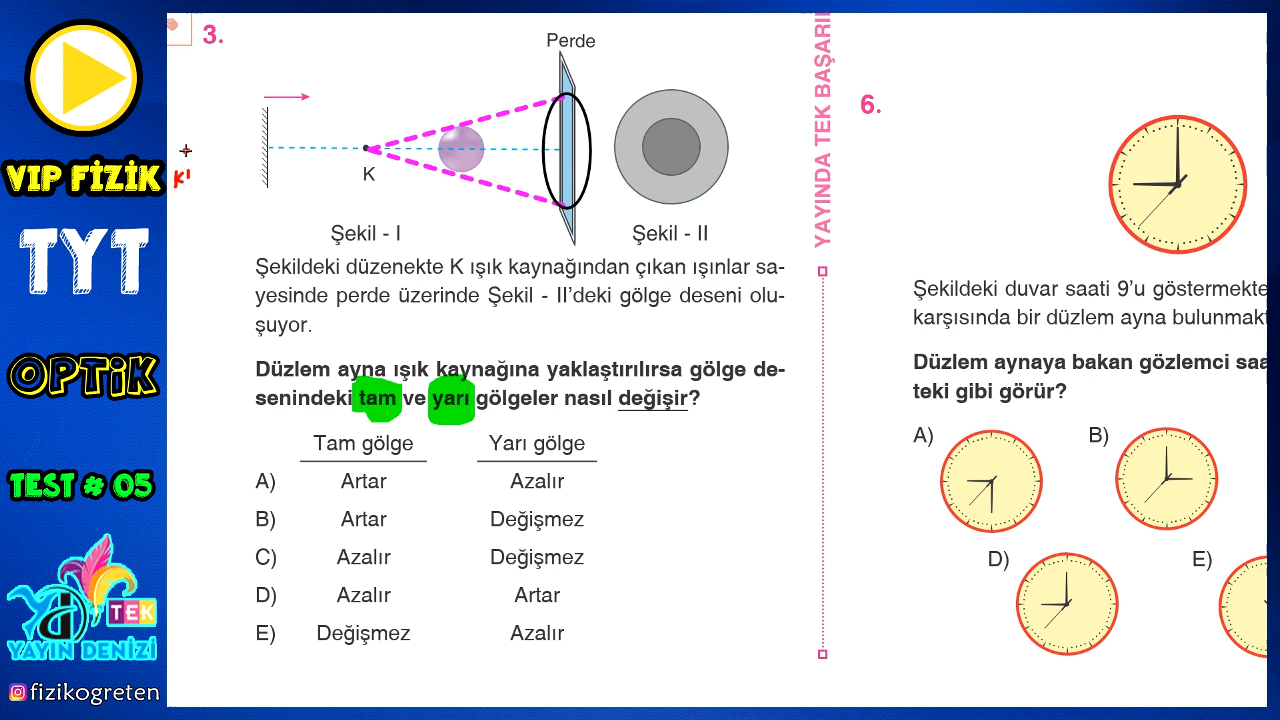 VIP FİZİK
TYT
OPTİK
TEST # 05
TEK
YAYIN DENİZİ
fizikogreten
3.
Perde
K'
K
Şekil - I
Şekil - II
Şekildeki düzenekte K ışık kaynağından çıkan ışınlar sa-
yesinde perde üzerinde Şekil - II’deki gölge deseni olu-
şuyor.
Düzlem ayna ışık kaynağına yaklaştırılırsa gölge de-
senindeki tam ve yarı gölgeler nasıl değişir?
Tam gölge Yarı gölge
A) Artar Azalır
B) Artar Değişmez
C) Azalır Değişmez
D) Azalır Artar
E) Değişmez Azalır
YAYINDA TEK BAŞARI
6.
Şekildeki duvar saati 9’u göstermekte
karşısında bir düzlem ayna bulunmak
Düzlem aynaya bakan gözlemci saa
teki gibi görür?
A) B)
D) E)